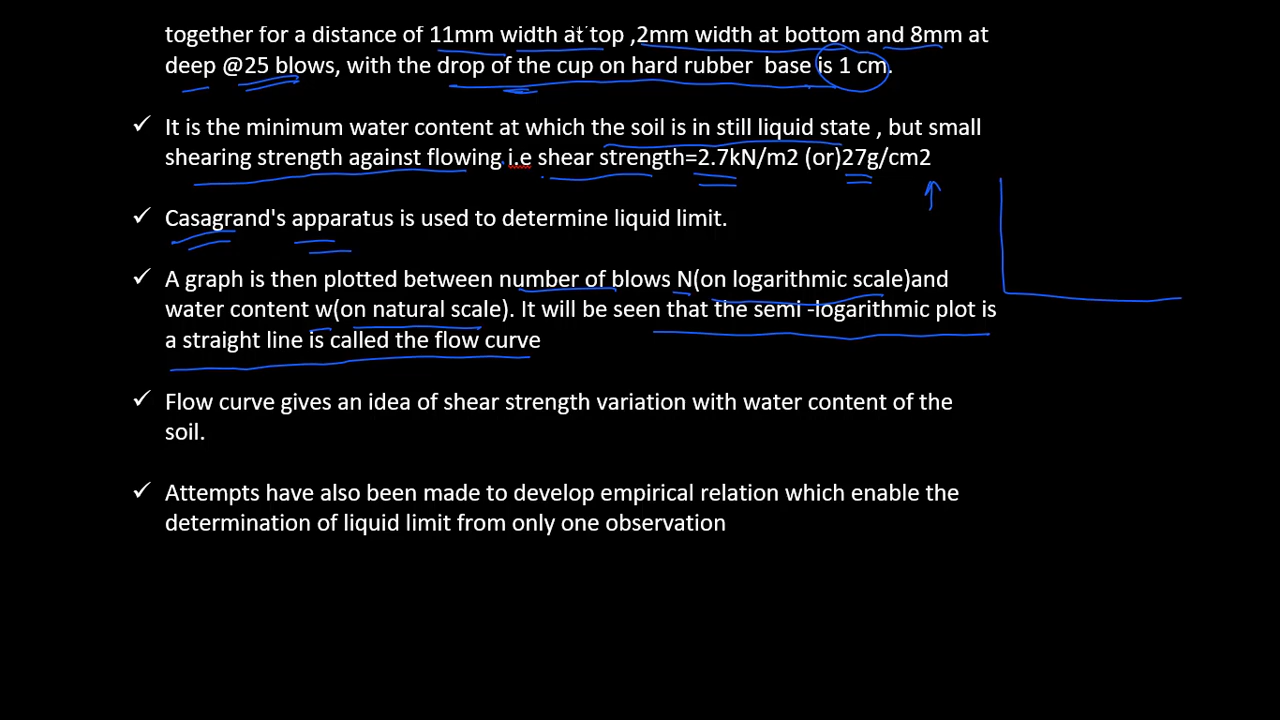 together for a distance of 11mm width at top ,2mm width at bottom and 8mm at
deep @25 blows, with the drop of the cup on hard rubber  base is 1 cm.
✓ It is the minimum water content at which the soil is in still liquid state , but small
shearing strength against flowing i.e shear strength=2.7kN/m2 (or)27g/cm2
✓ Casagrand's apparatus is used to determine liquid limit.
✓ A graph is then plotted between number of blows N(on logarithmic scale)and
water content w(on natural scale). It will be seen that the semi -logarithmic plot is
a straight line is called the flow curve
✓ Flow curve gives an idea of shear strength variation with water content of the
soil.
✓ Attempts have also been made to develop empirical relation which enable the
determination of liquid limit from only one observation